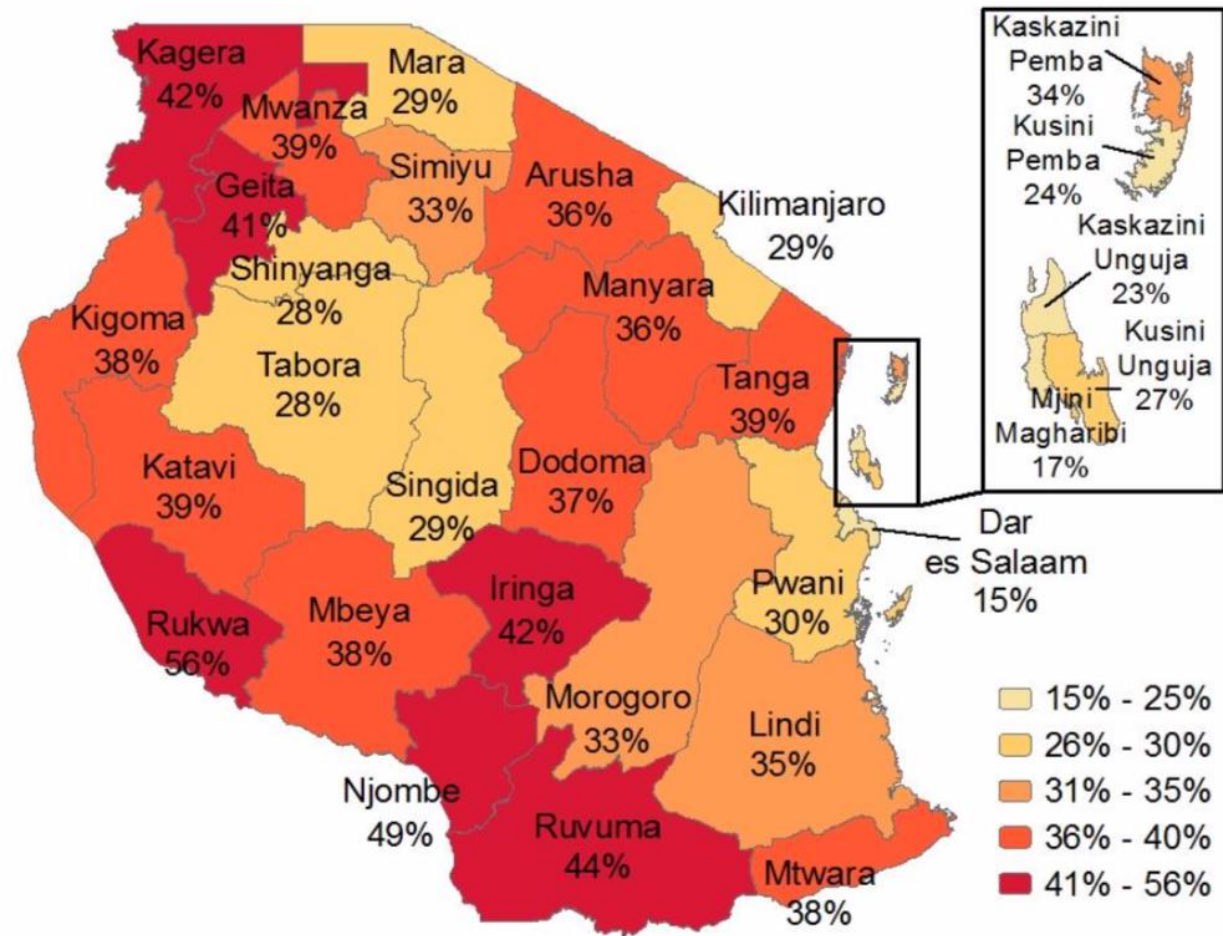 Kagera
42%
Mara
29%
Mwanza
39%
Simiyu
33%
Arusha
36%
Kilimanjaro
29%
Geita
41%
Shinyanga
28%
Kigoma
38%
Tabora
28%
Manyara
36%
Tanga
39%
Katavi
39%
Singida
29%
Dodoma
37%
Dar
es Salaam
15%
Pwani
30%
Iringa
42%
Rukwa
56%
Mbeya
38%
Morogoro
33%
Lindi
35%
Njombe
49%
Ruvuma
44%
Mtwara
38%
Kaskazini
Pemba
34%
Kusini
Pemba
24%
Kaskazini
Unguja
23%
Kusini
Unguja
27%
Mjini
Magharibi
17%
15% - 25%
26% - 30%
31% - 35%
36% - 40%
41% - 56%